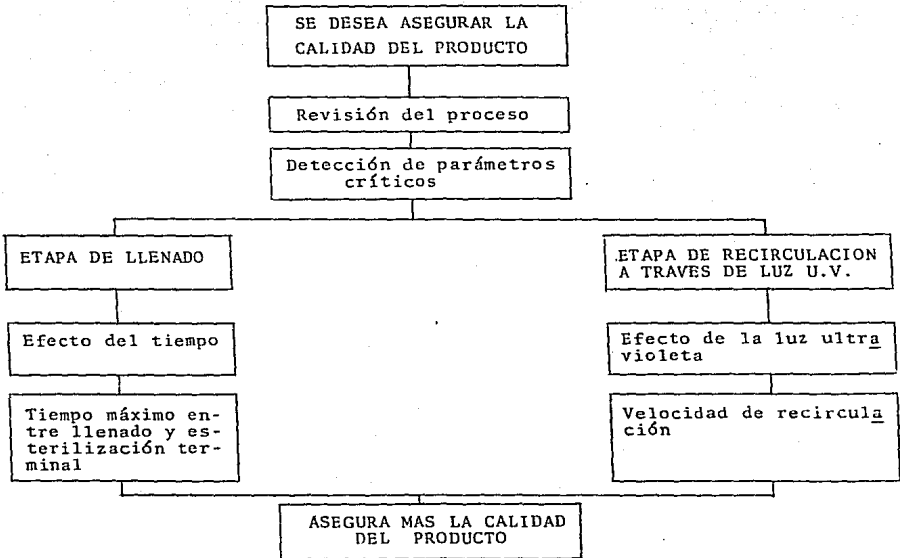 SE DESEA ASEGURAR LA
CALIDAD DEL PRODUCTO
Revisión del proceso
Detección de parámetros
críticos
ETAPA DE LLENADO
Efecto del tiempo
Tiempo máximo en-
tre llenado y es-
terilización ter-
minal
.ETAPA DE RECIRCULACION
A TRAVES DE LUZ U.V.
Efecto de la luz ultra
violeta
Velocidad de recircula
ción
ASEGURA MAS LA CALIDAD
DEL PRODUCTO